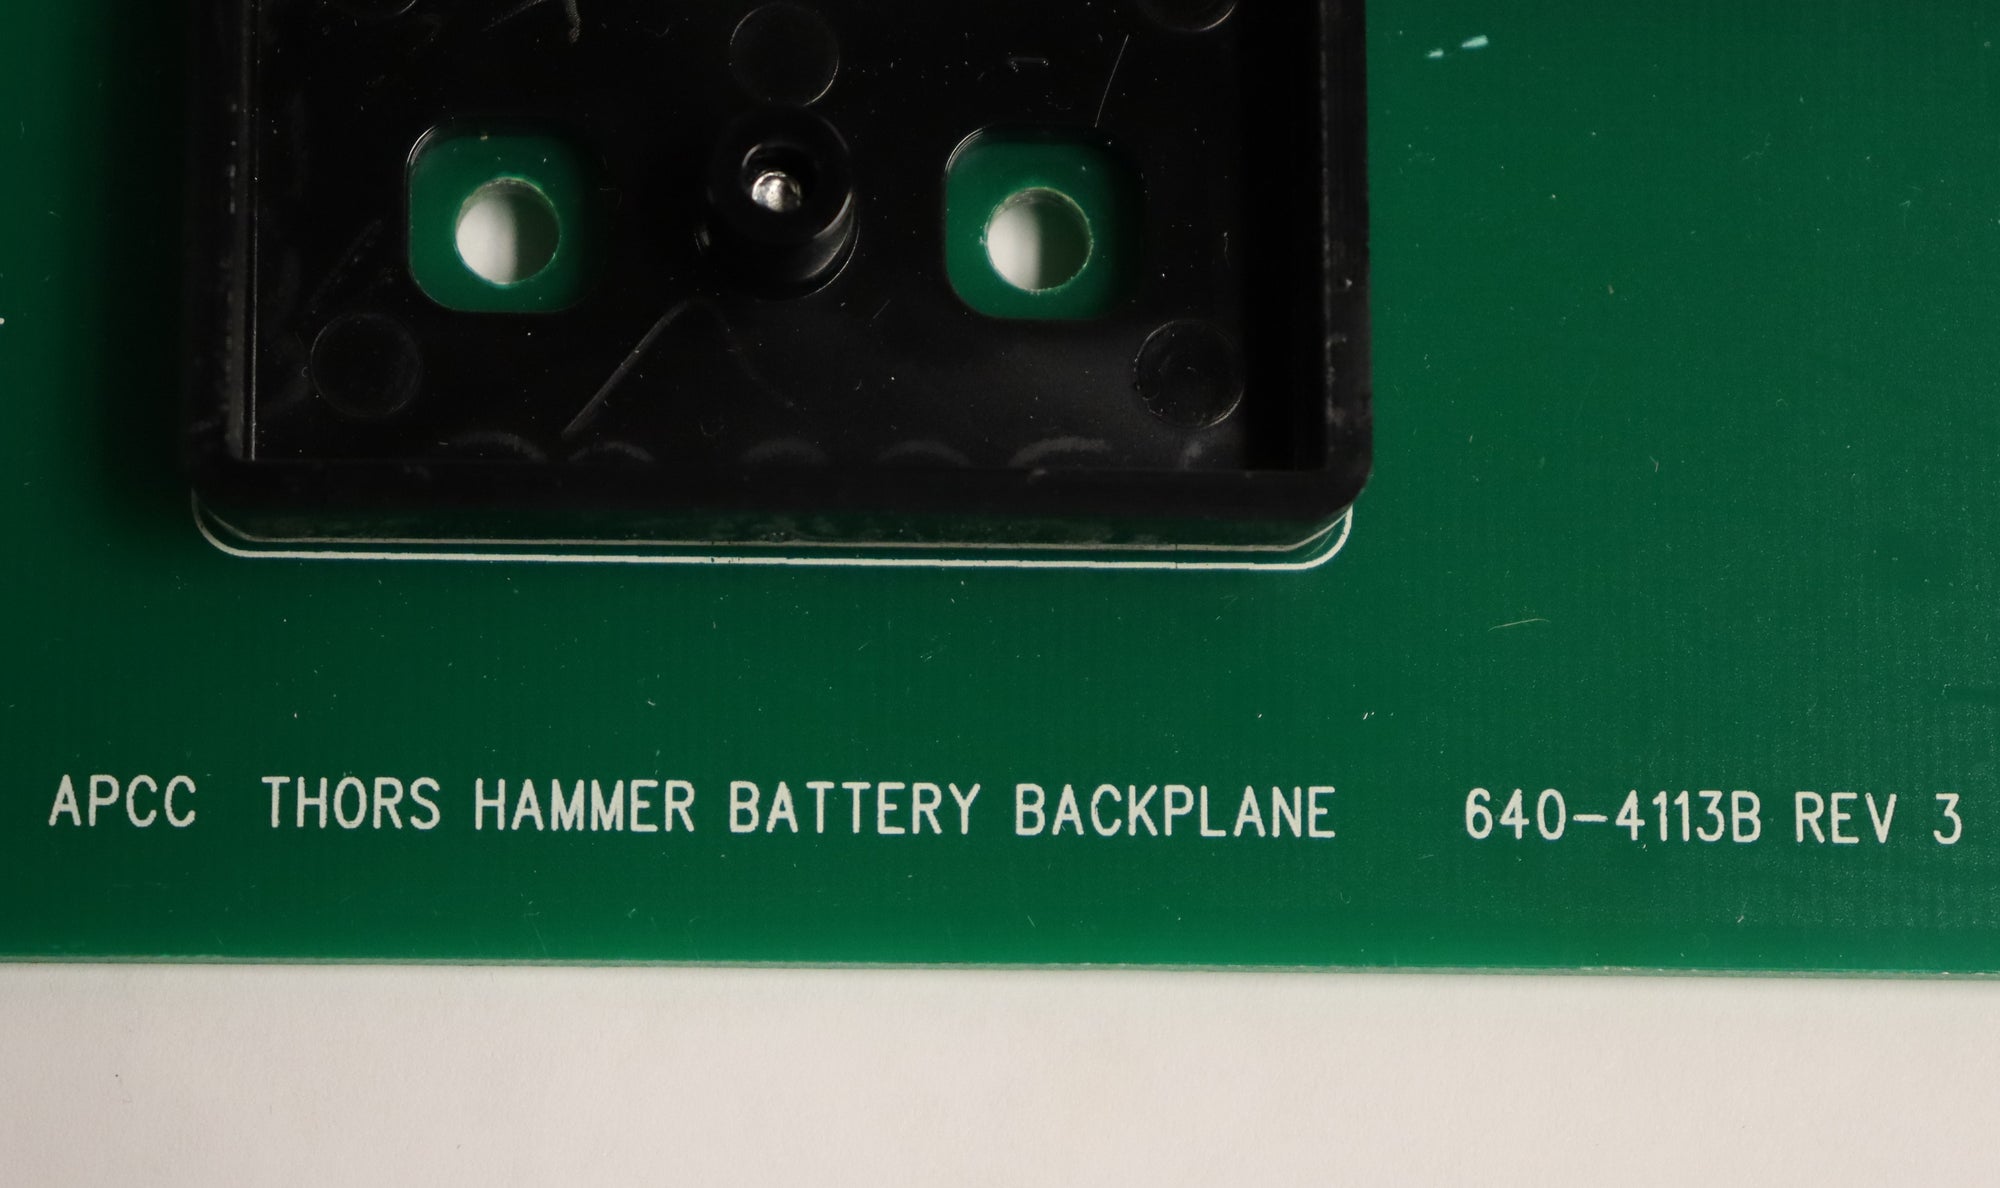 APCC THORS HAMMER BATTERY BACKPLANE 640-4113B REV 3